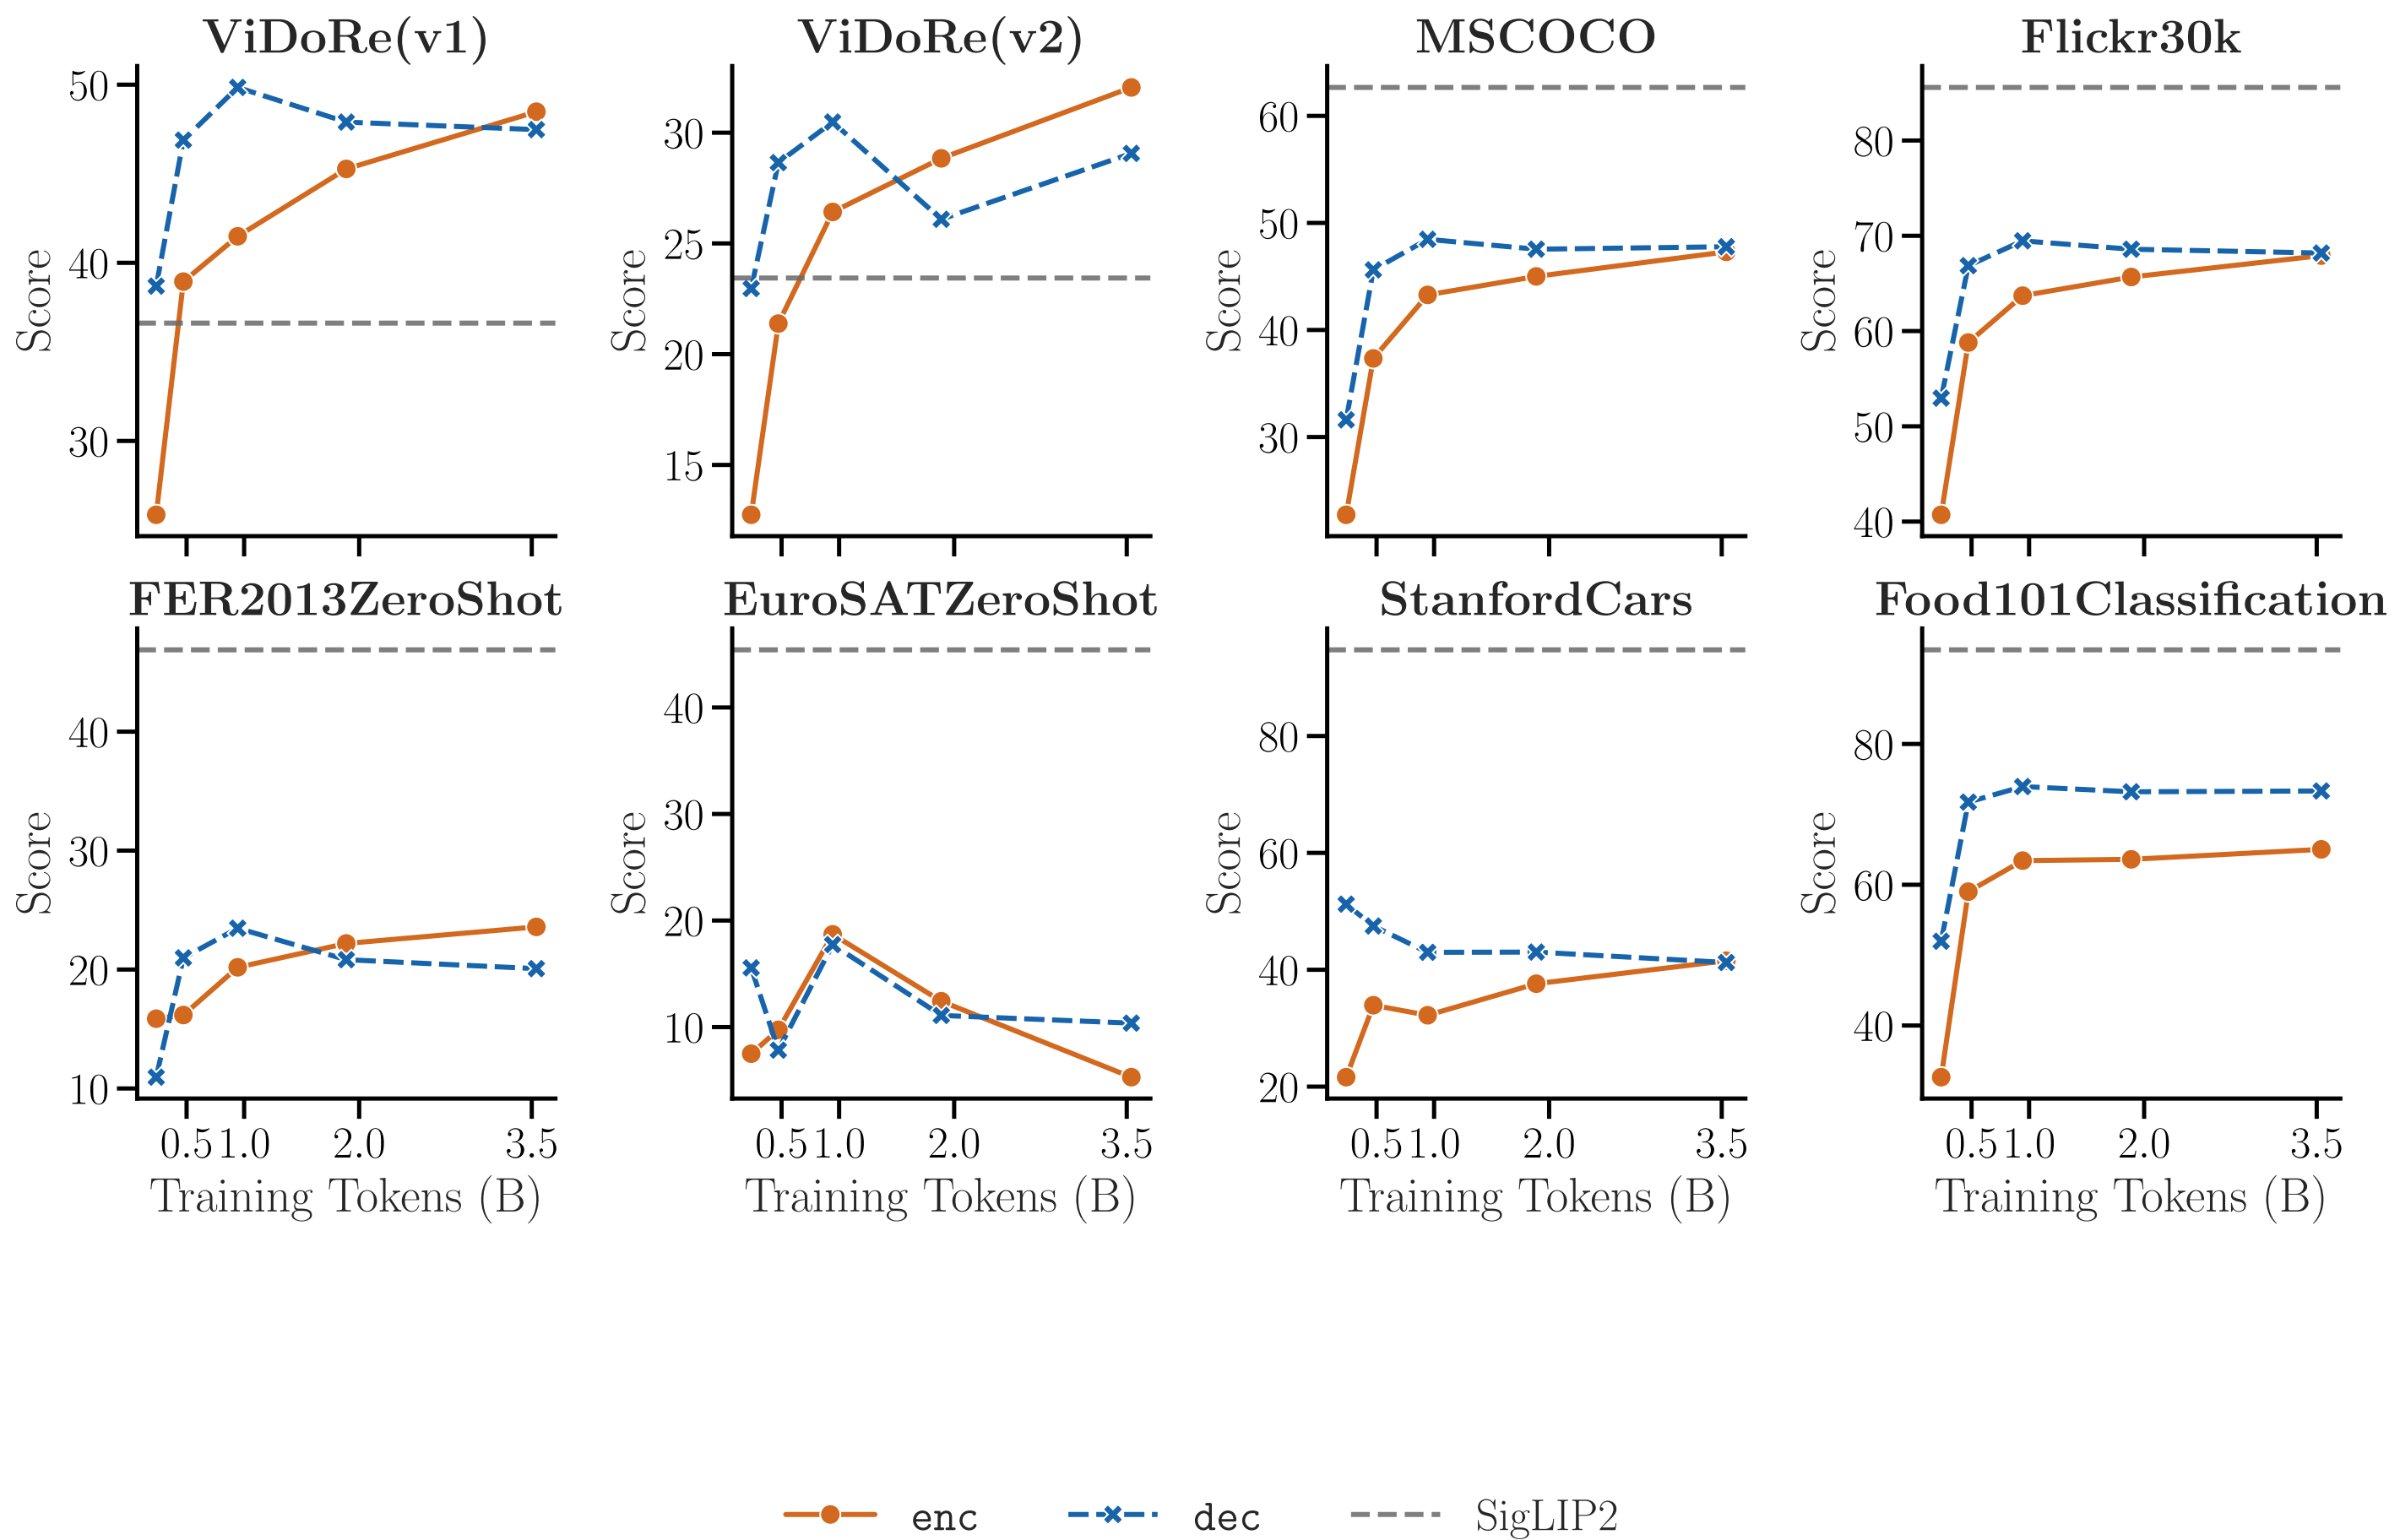 ViDoRe(v1)
ViDoRe(v2)
MSCOCO
Flickr30k
Score
50
40
30
Score
30
25
20
15
Score
60
50
40
30
Score
80
70
60
50
40
FER2013ZeroShot
EuroSATZeroShot
StanfordCars
Food101Classification
Score
40
30
20
10
Score
40
30
20
10
Score
80
60
40
20
Score
80
60
40
0.5 1.0 2.0 3.5
0.5 1.0 2.0 3.5
0.5 1.0 2.0 3.5
0.5 1.0 2.0 3.5
Training Tokens (B)
Training Tokens (B)
Training Tokens (B)
Training Tokens (B)
enc dec SigLIP2